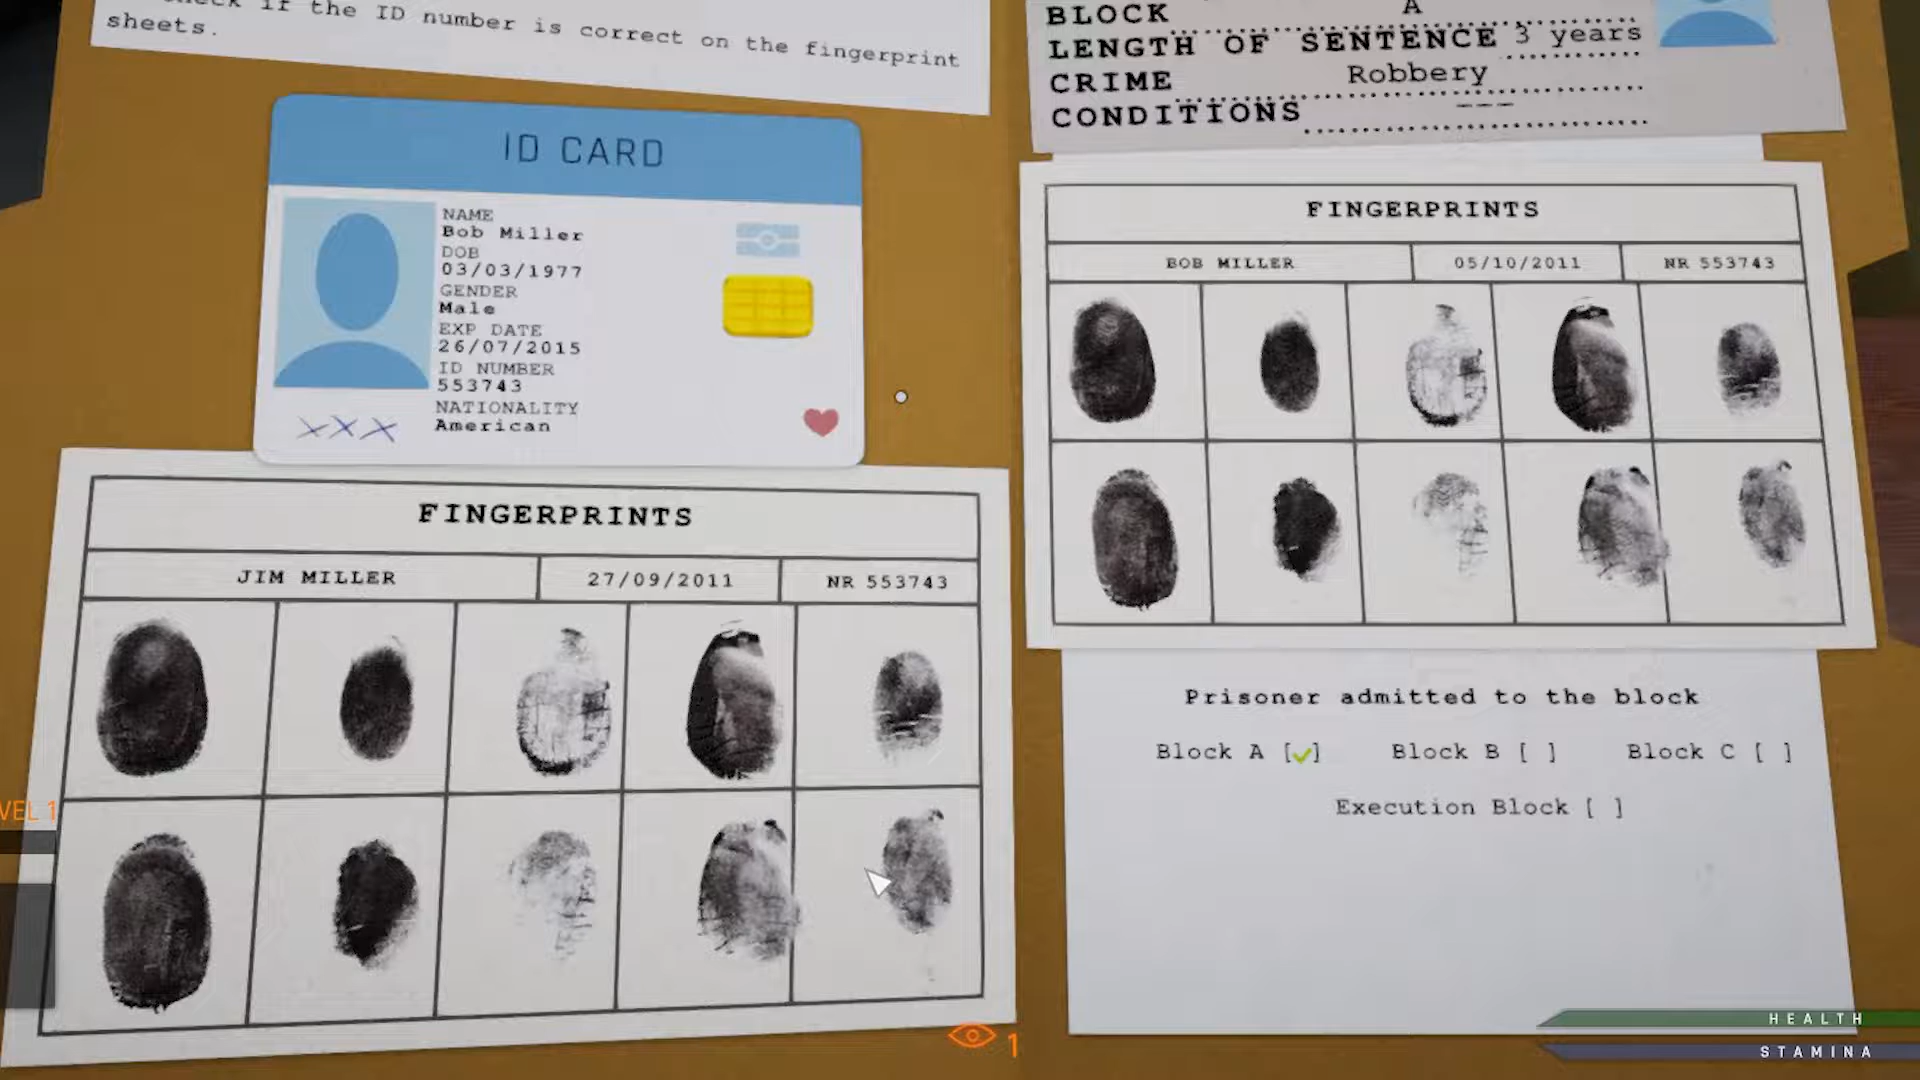 if the ID number is correct on the fingerprint
sheets.
ID CARD
NAME
Bob Miller
DOB
03/03/1977
GENDER
Male
EXP DATE
26/07/2015
ID NUMBER
553743
NATIONALITY
American
FINGERPRINTS
JIM MILLER 27/09/2011 NR 553743
VEL 1
1
BLOCK A
LENGTH OF SENTENCE 3 years
CRIME Robbery
CONDITIONS ---
FINGERPRINTS
BOB MILLER 05/10/2011 NR 553743
Prisoner admitted to the block
Block A [✓] Block B [ ] Block C [ ]
Execution Block [ ]
HEALTH
STAMINA